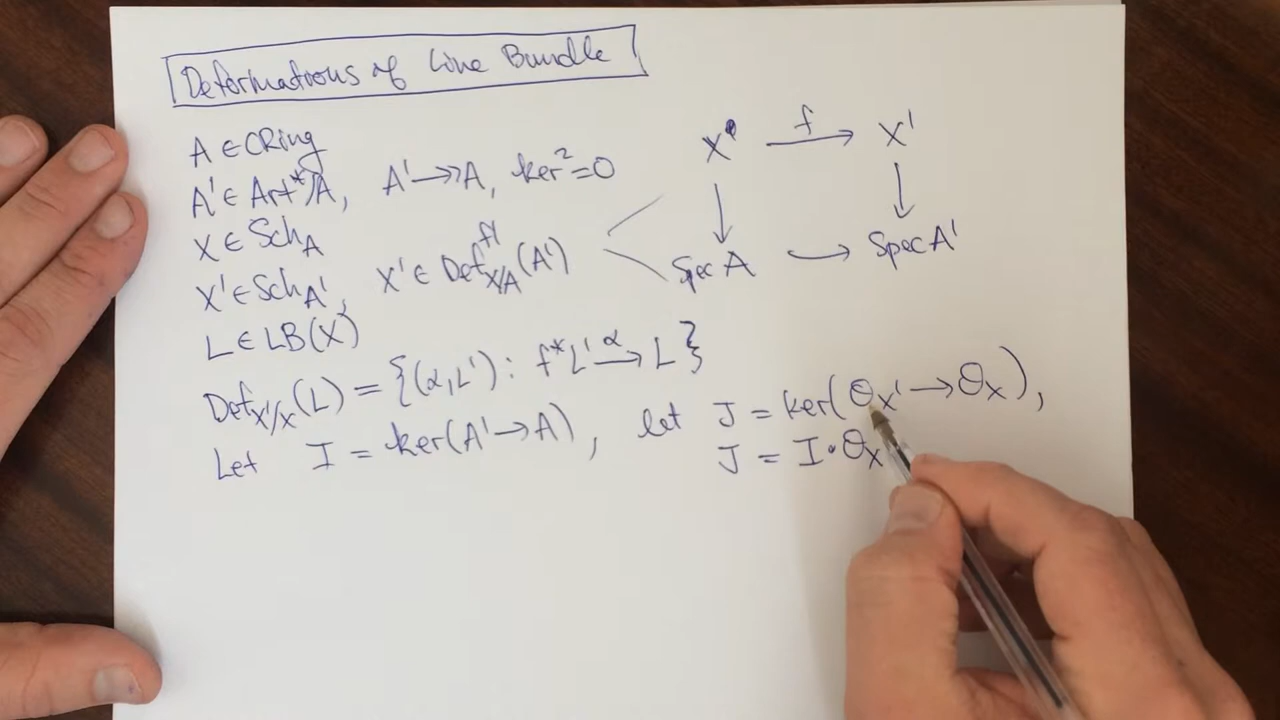 Deformations of Line Bundle
A ∈ CRing
A' ∈ Art*/A, A' ↠ A, ker² = 0
X ∈ Sch_A
X' ∈ Sch_A', X' ∈ Def^fl_X/A (A')
X —f→ X'
Spec A ↪ Spec A'
L ∈ LB(X)
Def_X'/X (L) = {(α, L') : f*L' —α→ L}
Let I = ker(A' → A), let J = ker(O_X' → O_X),
J = I · O_X